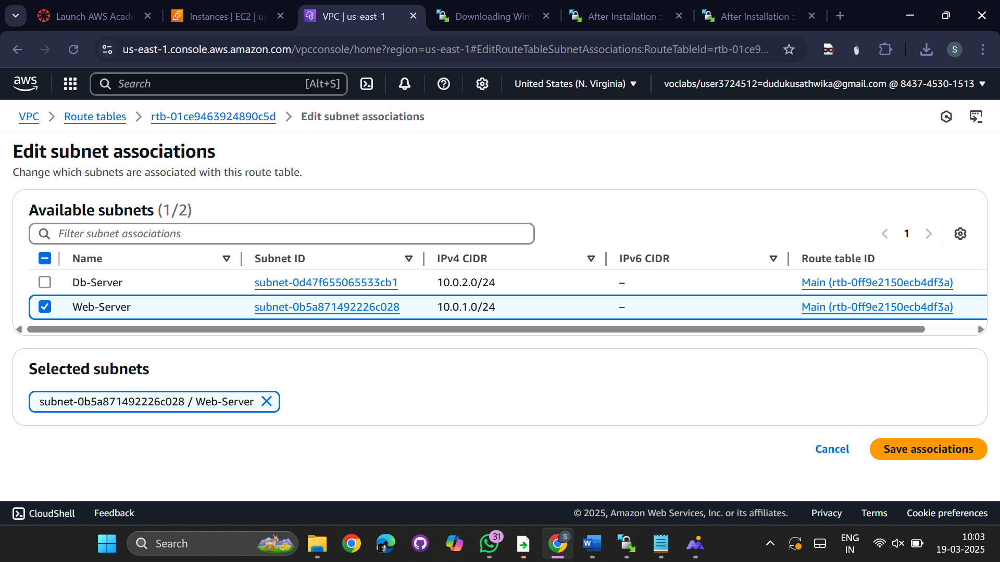 Launch AWS Acade
Instances | EC2 | us
VPC | us-east-1
Downloading WinS
After Installation ::
After Installation ::
us-east-1.console.aws.amazon.com/vpcconsole/home?region=us-east-1#EditRouteTableSubnetAssociations:RouteTableId=rtb-01ce9...
S
aws
Search
[Alt+S]
United States (N. Virginia)
voclabs/user3724512=dudukusathwika@gmail.com @ 8437-4530-1513
VPC
Route tables
rtb-01ce9463924890c5d
Edit subnet associations
Edit subnet associations
Change which subnets are associated with this route table.
Available subnets (1/2)
Filter subnet associations
1
Name
Subnet ID
IPv4 CIDR
IPv6 CIDR
Route table ID
Db-Server
subnet-0d47f655065533cb1
10.0.2.0/24
–
Main (rtb-0ff9e2150ecb4df3a)
Web-Server
subnet-0b5a871492226c028
10.0.1.0/24
–
Main (rtb-0ff9e2150ecb4df3a)
Selected subnets
subnet-0b5a871492226c028 / Web-Server
Cancel
Save associations
CloudShell
Feedback
© 2025, Amazon Web Services, Inc. or its affiliates.
Privacy
Terms
Cookie preferences
Search
31
S
W
ENG
IN
10:03
19-03-2025